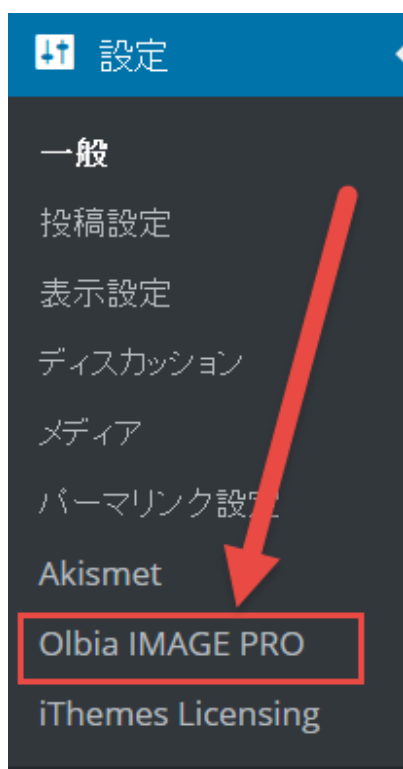 設定
一般
投稿設定
表示設定
ディスカッション
メディア
パーマリンク設定
Akismet
Olbia IMAGE PRO
iThemes Licensing